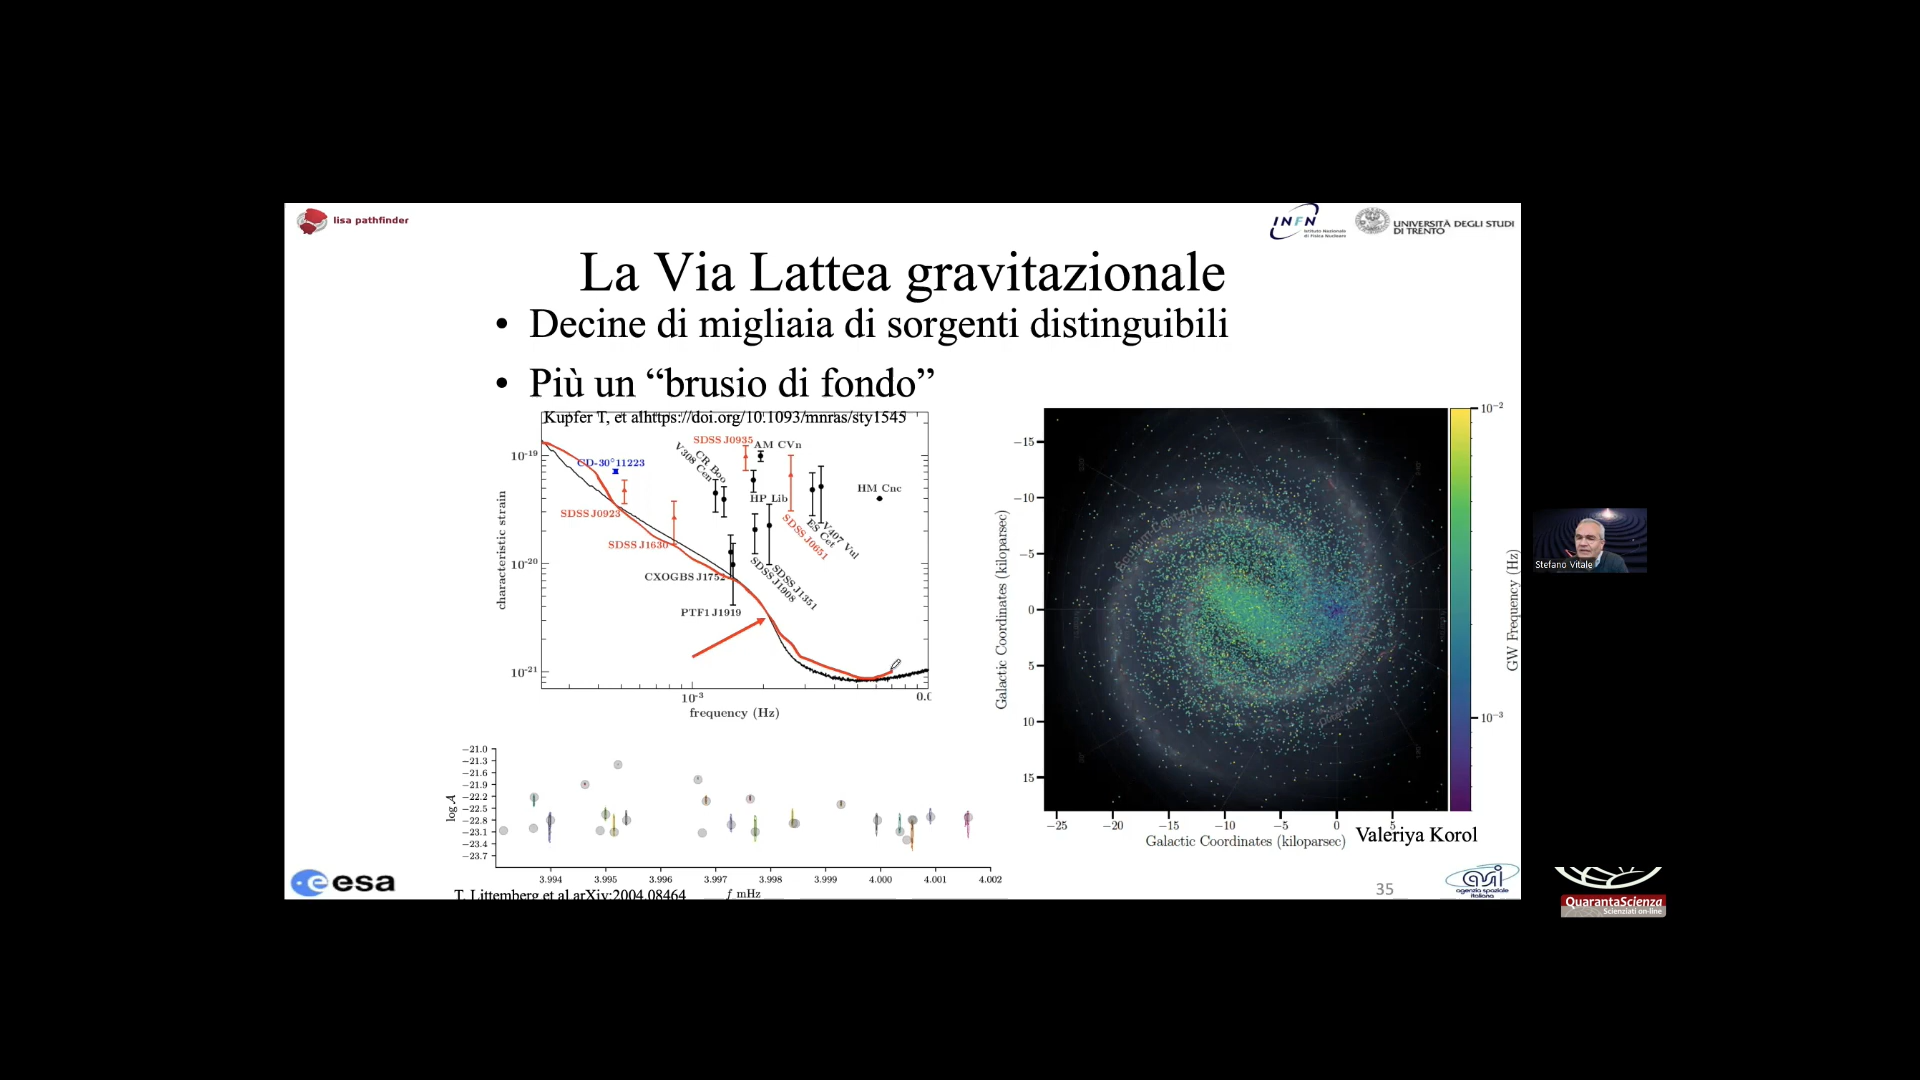 lisa pathfinder
INFN
Istituto Nazionale
di Fisica Nucleare
UNIVERSITÀ DEGLI STUDI
DI TRENTO
La Via Lattea gravitazionale
• Decine di migliaia di sorgenti distinguibili
• Più un “brusio di fondo”
Kupfer T, et alhttps://doi.org/10.1093/mnras/sty1545
characteristic strain
10⁻¹⁹
10⁻²⁰
10⁻²¹
CD-30°11223
SDSS J0935
AM CVn
V308 Cen
CR Boo
HP Lib
HM Cnc
SDSS J0923
SDSS J1630
SDSS J0651
ES Cet
V407 Vul
CXOGBS J1752
SDSS J1908
SDSS J1351
PTF1 J1919
10⁻³
0.0
frequency (Hz)
Galactic Coordinates (kiloparsec)
−15
−10
−5
0
5
10
15
−25 −20 −15 −10 −5 0 5
Galactic Coordinates (kiloparsec)
Valeriya Korol
10⁻²
10⁻³
GW Frequency (Hz)
log A
−21.0
−21.3
−21.6
−21.9
−22.2
−22.5
−22.8
−23.1
−23.4
−23.7
3.994 3.995 3.996 3.997 3.998 3.999 4.000 4.001 4.002
f mHz
T. Littemberg et al arXiv:2004.08464
esa
35
asi
agenzia spaziale
italiana
Stefano Vitale
QuarantaScienza
Scienziati on-line